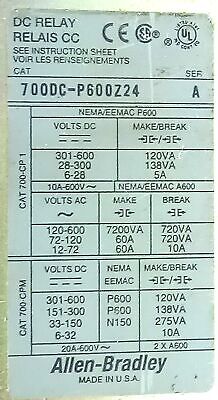 DC RELAY
RELAIS CC
SEE INSTRUCTION SHEET
VOIR LES RENSEIGNEMENTS
CE SA UL
CAT SER
700DC-P600Z24 A
NEMA/EEMAC P600
VOLTS DC MAKE/BREAK
301-600 120VA
28-300 138VA
6-28 5A
CAT 700-CP 1
10A-600V~ NEMA/EEMAC A600
VOLTS AC MAKE BREAK
120-600 7200VA 720VA
72-120 60A 720VA
12-72 60A 10A
VOLTS DC NEMA EEMAC MAKE/BREAK
301-600 P600 120VA
151-300 P600 138VA
33-150 N150 275VA
6-32 10A
CAT 700-CPM
20A-600V~ 2 X A600
Allen-Bradley
MADE IN U.S.A.